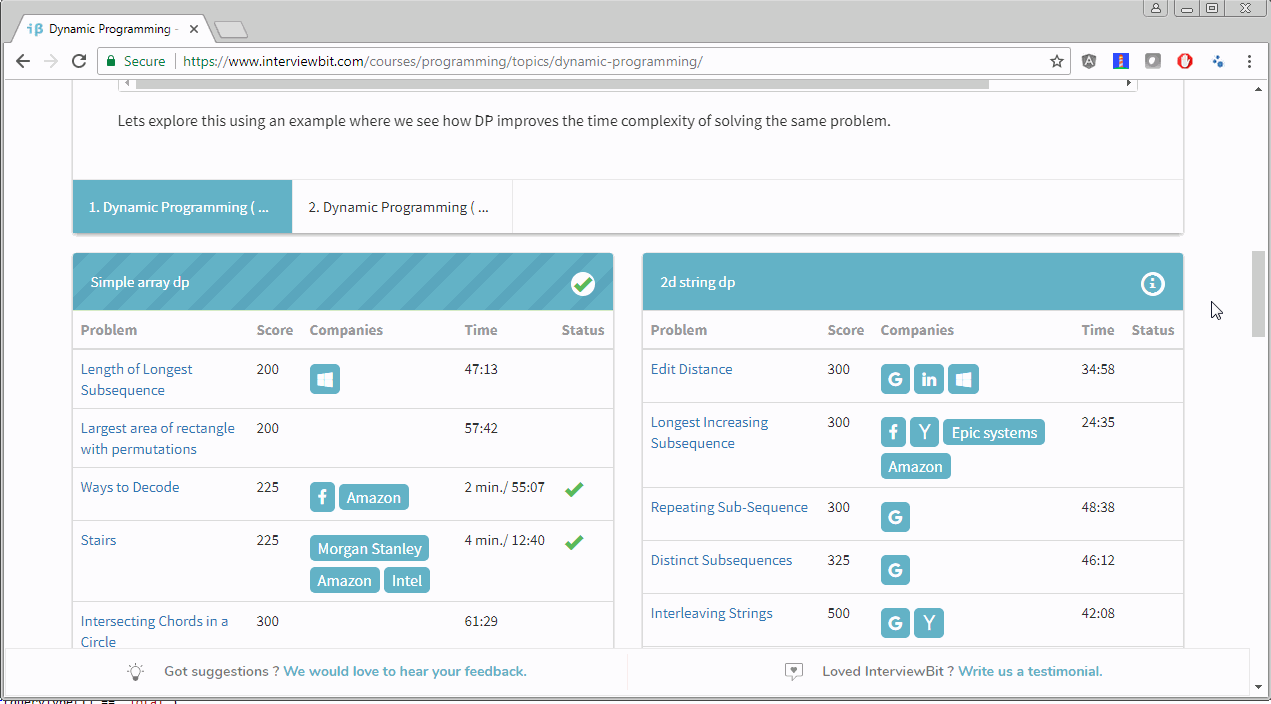 iβ Dynamic Programming -
Secure https://www.interviewbit.com/courses/programming/topics/dynamic-programming/
Lets explore this using an example where we see how DP improves the time complexity of solving the same problem.
1. Dynamic Programming ( ... 2. Dynamic Programming ( ...
Simple array dp
Problem Score Companies Time Status
Length of Longest 200 47:13
Subsequence
Largest area of rectangle 200 57:42
with permutations
Ways to Decode 225 f Amazon 2 min./ 55:07
Stairs 225 Morgan Stanley 4 min./ 12:40
Amazon Intel
Intersecting Chords in a 300 61:29
Circle
2d string dp
Problem Score Companies Time Status
Edit Distance 300 G in 34:58
Longest Increasing 300 f Y Epic systems 24:35
Subsequence
Amazon
Repeating Sub-Sequence 300 G 48:38
Distinct Subsequences 325 G 46:12
Interleaving Strings 500 G Y 42:08
Got suggestions ? We would love to hear your feedback. Loved InterviewBit ? Write us a testimonial.